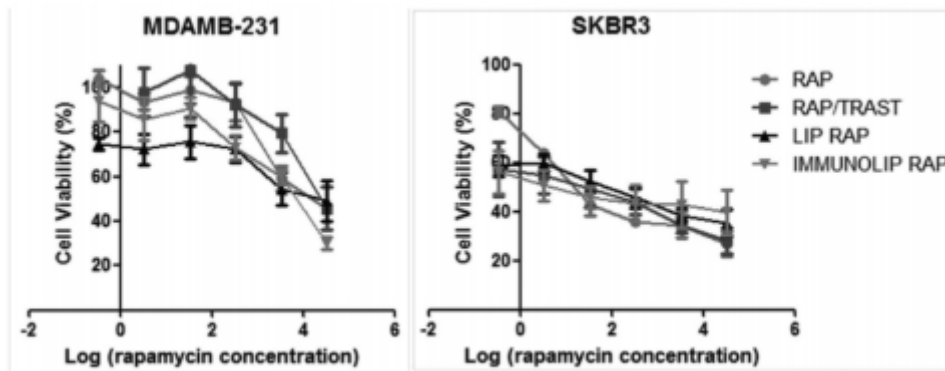 MDAMB-231
100
80
60
40
20
-2
0
2
4
6
Cell Viability (%)
Log (rapamycin concentration)
SKBR3
100
80
60
40
20
-2
0
2
4
6
Cell Viability (%)
Log (rapamycin concentration)
RAP
RAP/TRAST
LIP RAP
IMMUNOLIP RAP